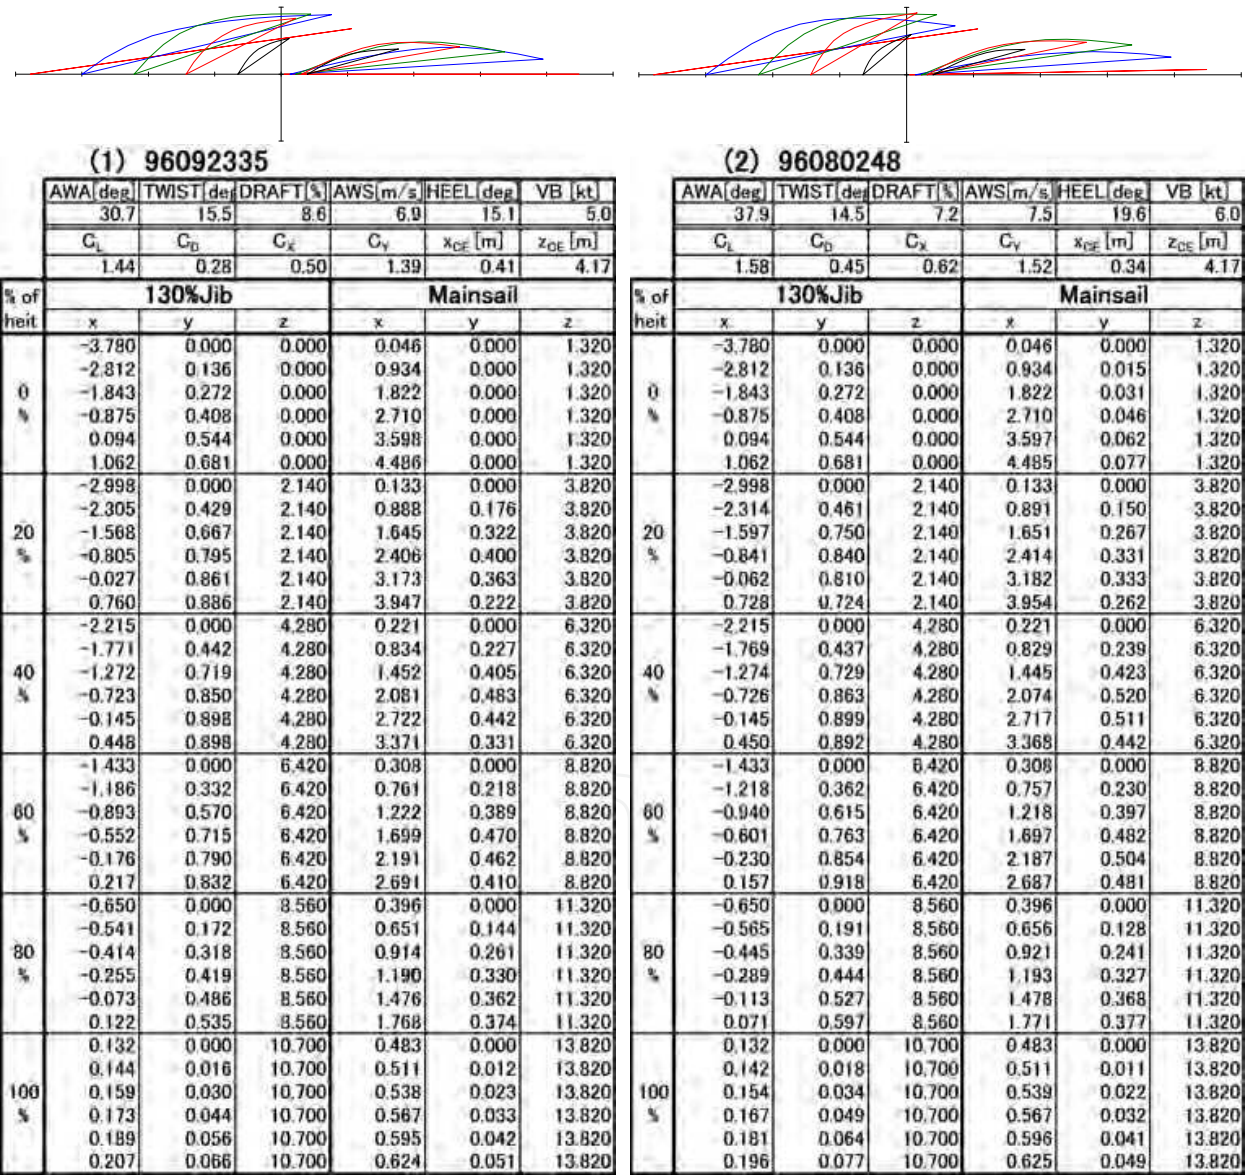 (1) 96092335
AWA[deg] TWIST[deg DRAFT[%] AWS[m/s] HEEL[deg] VB [kt]
30.7 15.5 8.6 6.9 15.1 5.0
CL CD CX CY xCE [m] zCE [m]
1.44 0.28 0.50 1.39 0.41 4.17
% of 130%Jib Mainsail
heit x y z x y z
-3.780 0.000 0.000 0.046 0.000 1.320
-2.812 0.136 0.000 0.934 0.000 1.320
0 -1.843 0.272 0.000 1.822 0.000 1.320
% -0.875 0.408 0.000 2.710 0.000 1.320
0.094 0.544 0.000 3.598 0.000 1.320
1.062 0.681 0.000 4.486 0.000 1.320
-2.998 0.000 2.140 0.133 0.000 3.820
-2.305 0.429 2.140 0.888 0.176 3.820
20 -1.568 0.667 2.140 1.645 0.322 3.820
% -0.805 0.795 2.140 2.406 0.400 3.820
-0.027 0.861 2.140 3.173 0.363 3.820
0.760 0.886 2.140 3.947 0.222 3.820
-2.215 0.000 4.280 0.221 0.000 6.320
-1.771 0.442 4.280 0.834 0.227 6.320
40 -1.272 0.719 4.280 1.452 0.405 6.320
% -0.723 0.850 4.280 2.081 0.483 6.320
-0.145 0.898 4.280 2.722 0.442 6.320
0.448 0.898 4.280 3.371 0.331 6.320
-1.433 0.000 6.420 0.308 0.000 8.820
-1.186 0.332 6.420 0.761 0.218 8.820
60 -0.893 0.570 6.420 1.222 0.389 8.820
% -0.552 0.715 6.420 1.699 0.470 8.820
-0.176 0.790 6.420 2.191 0.462 8.820
0.217 0.832 6.420 2.691 0.410 8.820
-0.650 0.000 8.560 0.396 0.000 11.320
-0.541 0.172 8.560 0.651 0.144 11.320
80 -0.414 0.318 8.560 0.914 0.261 11.320
% -0.255 0.419 8.560 1.190 0.330 11.320
-0.073 0.486 8.560 1.476 0.362 11.320
0.122 0.535 8.560 1.768 0.374 11.320
0.132 0.000 10.700 0.483 0.000 13.820
0.144 0.016 10.700 0.511 0.012 13.820
100 0.159 0.030 10.700 0.538 0.023 13.820
% 0.173 0.044 10.700 0.567 0.033 13.820
0.189 0.056 10.700 0.595 0.042 13.820
0.207 0.066 10.700 0.624 0.051 13.820
(2) 96080248
AWA[deg] TWIST[deg DRAFT[%] AWS[m/s] HEEL[deg] VB [kt]
37.9 14.5 7.2 7.5 19.6 6.0
CL CD CX CY xCE [m] zCE [m]
1.58 0.45 0.62 1.52 0.34 4.17
% of 130%Jib Mainsail
heit x y z x y z
-3.780 0.000 0.000 0.046 0.000 1.320
-2.812 0.136 0.000 0.934 0.015 1.320
0 -1.843 0.272 0.000 1.822 0.031 1.320
% -0.875 0.408 0.000 2.710 0.046 1.320
0.094 0.544 0.000 3.597 0.062 1.320
1.062 0.681 0.000 4.485 0.077 1.320
-2.998 0.000 2.140 0.133 0.000 3.820
-2.314 0.461 2.140 0.891 0.150 3.820
20 -1.597 0.750 2.140 1.651 0.267 3.820
% -0.841 0.840 2.140 2.414 0.331 3.820
-0.062 0.810 2.140 3.182 0.333 3.820
0.728 0.724 2.140 3.954 0.262 3.820
-2.215 0.000 4.280 0.221 0.000 6.320
-1.769 0.437 4.280 0.829 0.239 6.320
40 -1.274 0.729 4.280 1.445 0.423 6.320
% -0.726 0.863 4.280 2.074 0.520 6.320
-0.145 0.899 4.280 2.717 0.511 6.320
0.450 0.892 4.280 3.368 0.442 6.320
-1.433 0.000 6.420 0.308 0.000 8.820
-1.218 0.362 6.420 0.757 0.230 8.820
60 -0.940 0.615 6.420 1.218 0.397 8.820
% -0.601 0.763 6.420 1.697 0.482 8.820
-0.230 0.854 6.420 2.187 0.504 8.820
0.157 0.918 6.420 2.687 0.481 8.820
-0.650 0.000 8.560 0.396 0.000 11.320
-0.565 0.191 8.560 0.656 0.128 11.320
80 -0.445 0.339 8.560 0.921 0.241 11.320
% -0.289 0.444 8.560 1.193 0.327 11.320
-0.113 0.527 8.560 1.478 0.368 11.320
0.071 0.597 8.560 1.771 0.377 11.320
0.132 0.000 10.700 0.483 0.000 13.820
0.142 0.018 10.700 0.511 0.011 13.820
100 0.154 0.034 10.700 0.539 0.022 13.820
% 0.167 0.049 10.700 0.567 0.032 13.820
0.181 0.064 10.700 0.596 0.041 13.820
0.196 0.077 10.700 0.625 0.049 13.820